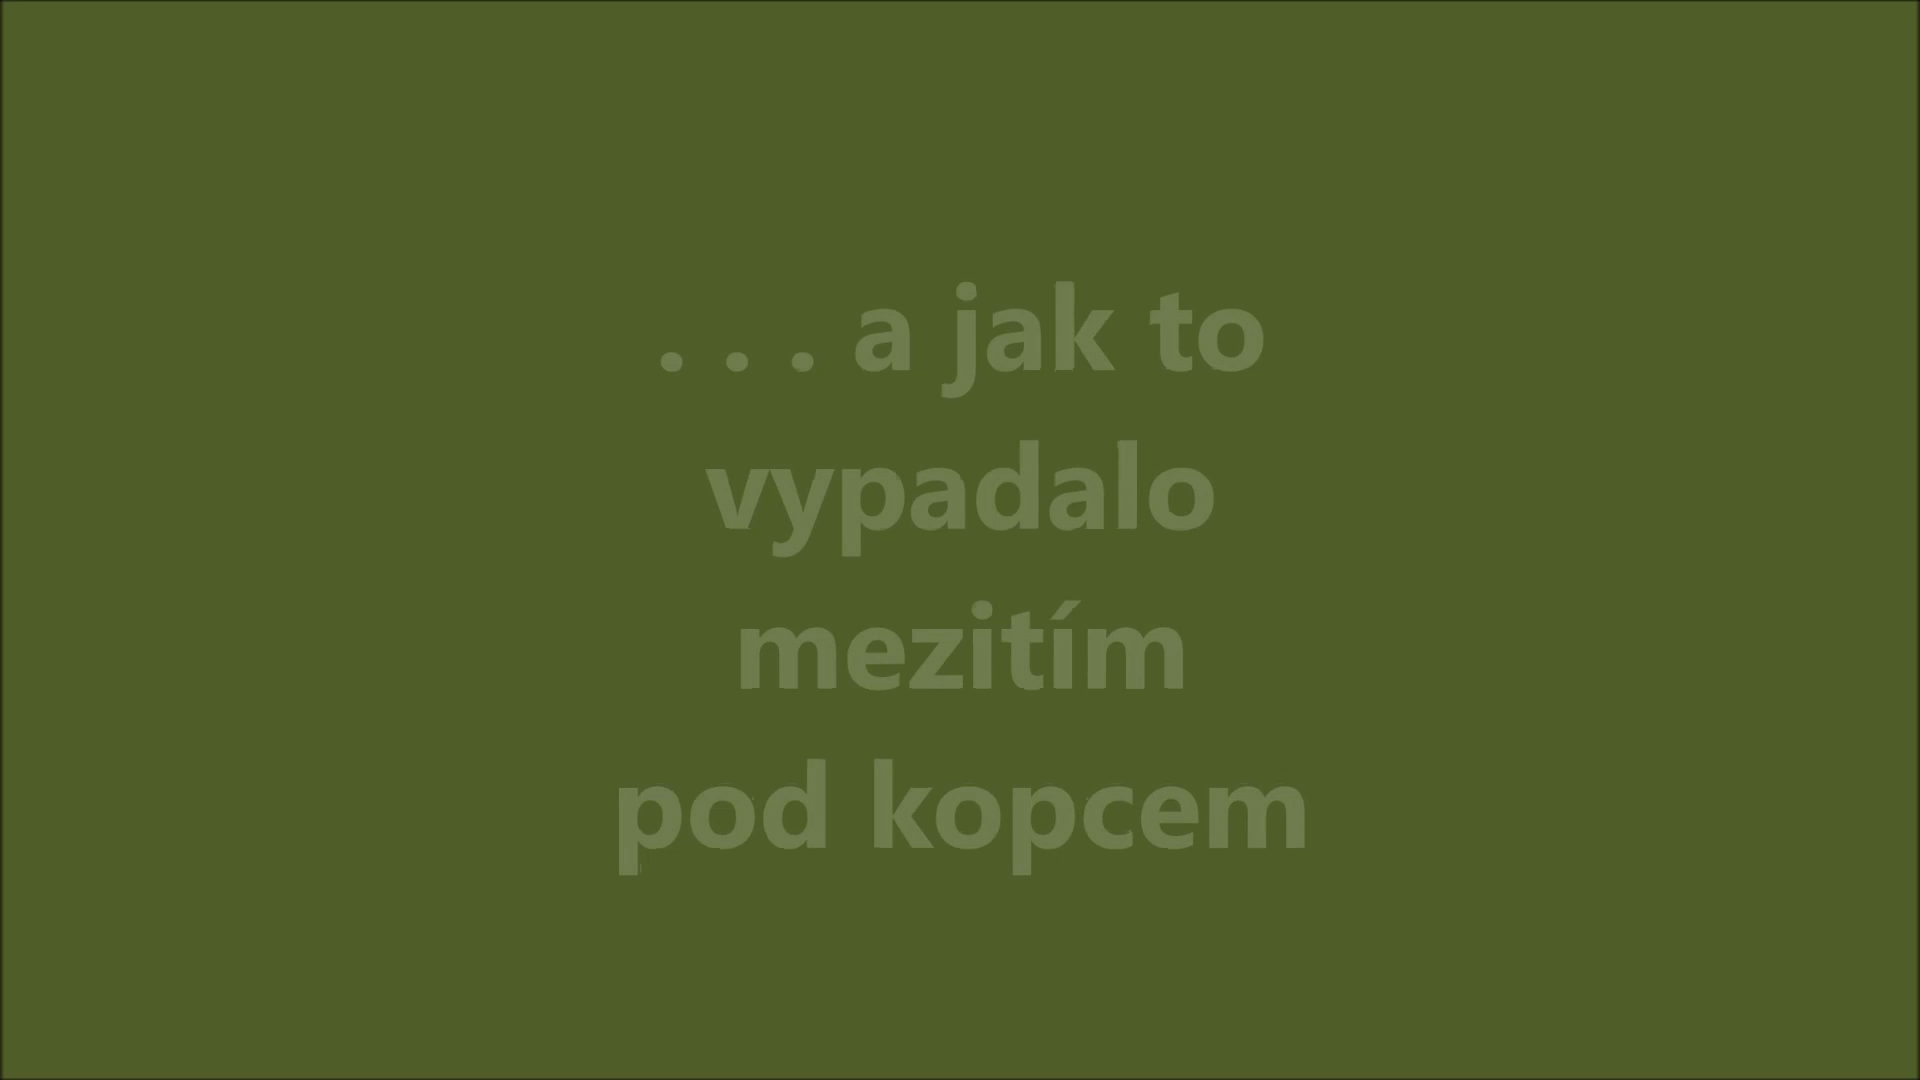 . . . a jak to
vypadalo
mezitím
pod kopcem